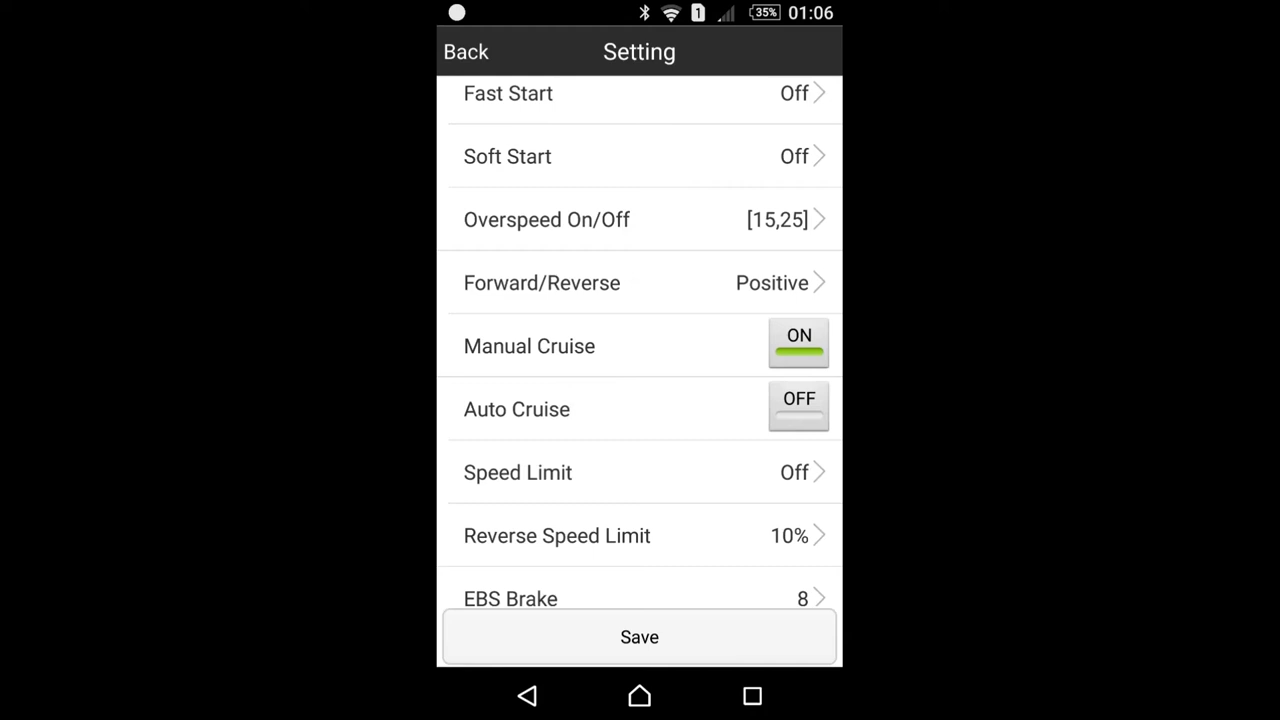 1 35% 01:06
Back Setting
Fast Start Off
Soft Start Off
Overspeed On/Off [15,25]
Forward/Reverse Positive
Manual Cruise ON
Auto Cruise OFF
Speed Limit Off
Reverse Speed Limit 10%
EBS Brake 8
Save